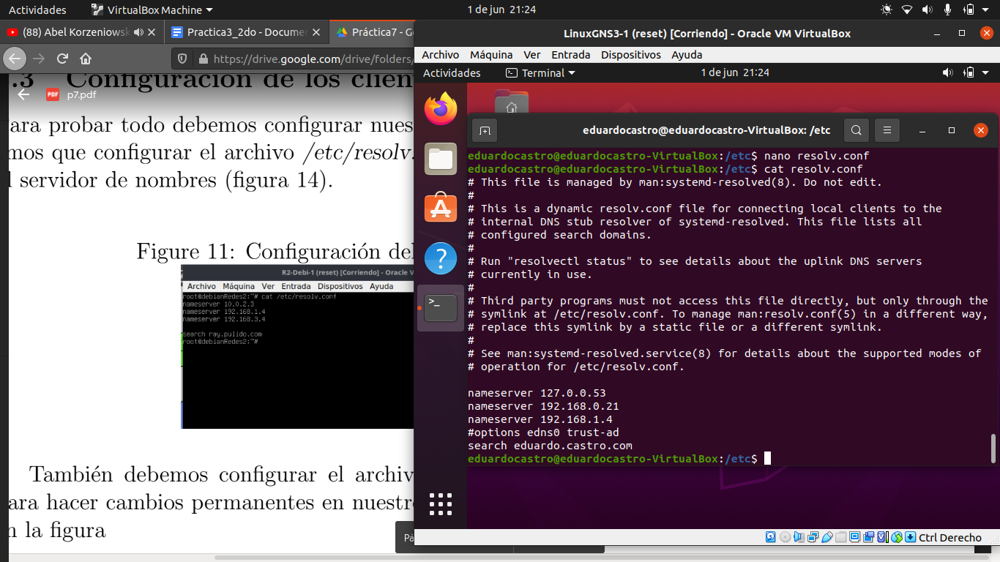 Actividades
VirtualBox Machine
1 de jun 21:24
(88) Abel Korzeniowsk
Practica3_2do - Documen
Práctica7 - G
https://drive.google.com/drive/folders/
.3 Configuración de los clien
p7.pdf
ara probar todo debemos configurar nues
mos que configurar el archivo /etc/resolv.
l servidor de nombres (figura 14).
Figure 11: Configuración del
R2-Debi-1 (reset) [Corriendo] - Oracle V
Archivo Máquina Ver Entrada Dispositivos Ayuda
root@debianRedes2:~# cat /etc/resolv.conf
nameserver 10.0.2.3
nameserver 192.168.1.4
nameserver 192.168.3.4
search ray.pulido.com
root@debianRedes2:~#
También debemos configurar el archiv
ara hacer cambios permanentes en nuestro
n la figura
Pá
LinuxGNS3-1 (reset) [Corriendo] - Oracle VM VirtualBox
Archivo Máquina Ver Entrada Dispositivos Ayuda
Actividades
Terminal
1 de jun 21:24
eduardocastro@eduardocastro-VirtualBox: /etc
eduardocastro@eduardocastro-VirtualBox:/etc$ nano resolv.conf
eduardocastro@eduardocastro-VirtualBox:/etc$ cat resolv.conf
# This file is managed by man:systemd-resolved(8). Do not edit.
#
# This is a dynamic resolv.conf file for connecting local clients to the
# internal DNS stub resolver of systemd-resolved. This file lists all
# configured search domains.
#
# Run "resolvectl status" to see details about the uplink DNS servers
# currently in use.
#
# Third party programs must not access this file directly, but only through the
# symlink at /etc/resolv.conf. To manage man:resolv.conf(5) in a different way,
# replace this symlink by a static file or a different symlink.
#
# See man:systemd-resolved.service(8) for details about the supported modes of
# operation for /etc/resolv.conf.
nameserver 127.0.0.53
nameserver 192.168.0.21
nameserver 192.168.1.4
#options edns0 trust-ad
search eduardo.castro.com
eduardocastro@eduardocastro-VirtualBox:/etc$
Ctrl Derecho